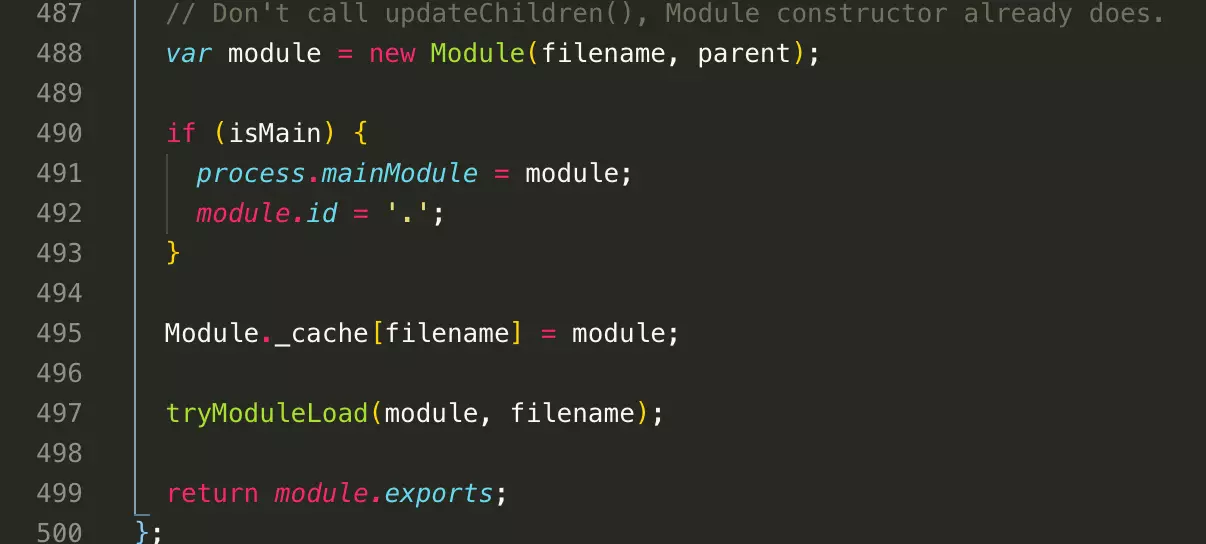 487 // Don't call updateChildren(), Module constructor already does.
488 var module = new Module(filename, parent);
489
490 if (isMain) {
491 process.mainModule = module;
492 module.id = '.';
493 }
494
495 Module._cache[filename] = module;
496
497 tryModuleLoad(module, filename);
498
499 return module.exports;
500 };